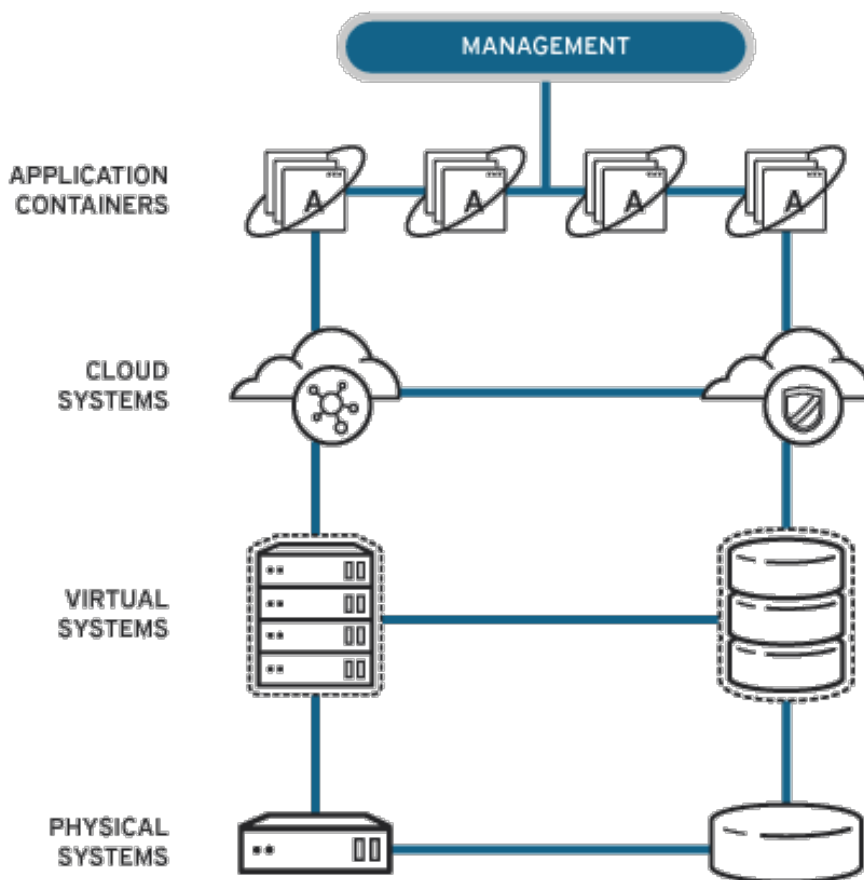 MANAGEMENT
APPLICATION
CONTAINERS
A
A
A
A
CLOUD
SYSTEMS
VIRTUAL
SYSTEMS
PHYSICAL
SYSTEMS